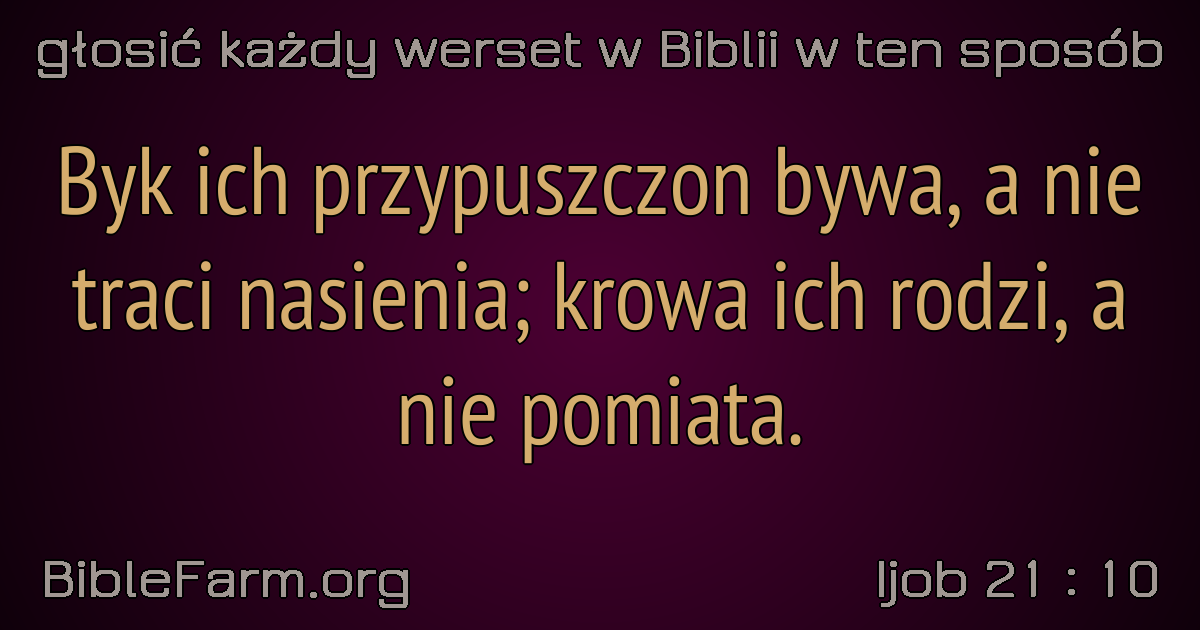 głosić każdy werset w Biblii w ten sposób
Byk ich przypuszczon bywa, a nie
traci nasienia; krowa ich rodzi, a
nie pomiata.
BibleFarm.org
Ijob 21 : 10